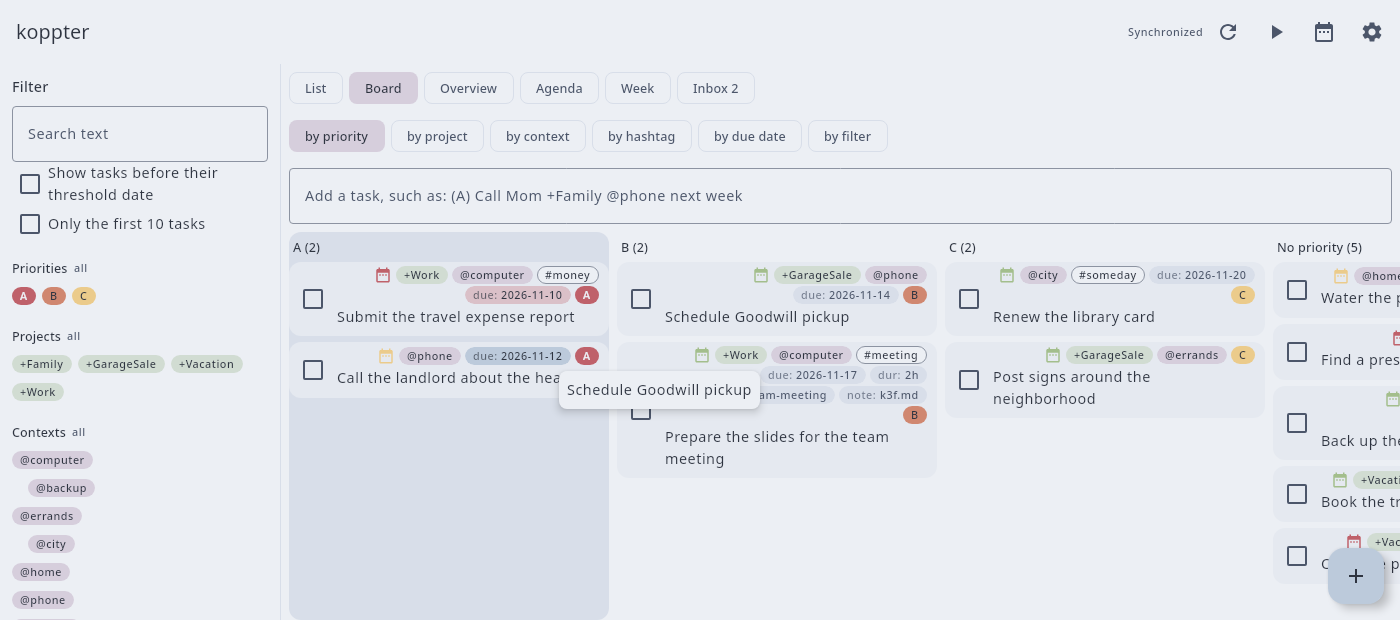 koppter
Synchronized
Filter
Search text
Show tasks before their
threshold date
Only the first 10 tasks
Priorities all
A B C
Projects all
+Family +GarageSale +Vacation
+Work
Contexts all
@computer
@backup
@errands
@city
@home
@phone
List Board Overview Agenda Week Inbox 2
by priority by project by context by hashtag by due date by filter
Add a task, such as: (A) Call Mom +Family @phone next week
A (2)
+Work @computer #money
due: 2026-11-10 A
Submit the travel expense report
@phone due: 2026-11-12 A
Call the landlord about the hea
Schedule Goodwill pickup
B (2)
+GarageSale @phone
due: 2026-11-14 B
Schedule Goodwill pickup
+Work @computer #meeting
due: 2026-11-17 dur: 2h
am-meeting note: k3f.md
B
Prepare the slides for the team
meeting
C (2)
@city #someday due: 2026-11-20
C
Renew the library card
+GarageSale @errands C
Post signs around the
neighborhood
No priority (5)
@home
Water the p
Find a pres
Back up the
+Vacati
Book the tr
+Vac
C
p